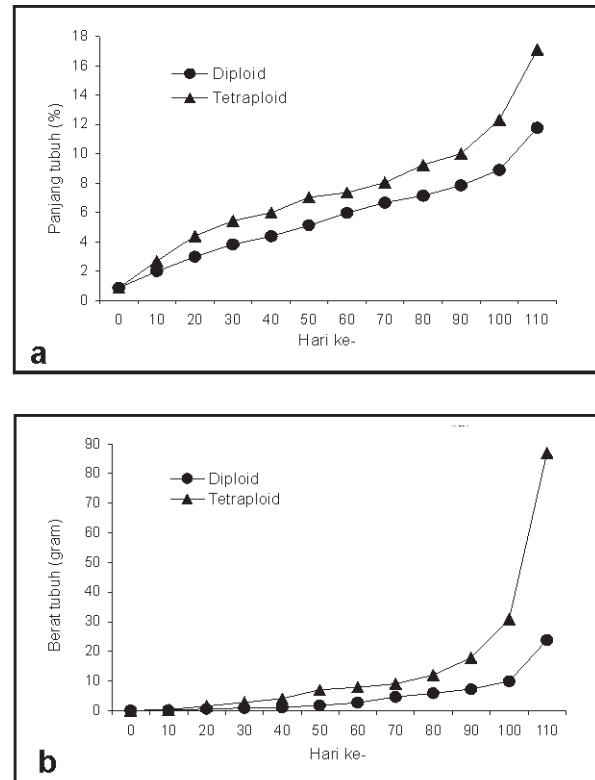 18
16
14
12
10
8
6
4
2
0
Panjang tubuh (%)
Diploid
Tetraploid
0 10 20 30 40 50 60 70 80 90 100 110
Hari ke-
a
90
80
70
60
50
40
30
20
10
0
Berat tubuh (gram)
Diploid
Tetraploid
0 10 20 30 40 50 60 70 80 90 100 110
Hari ke-
b